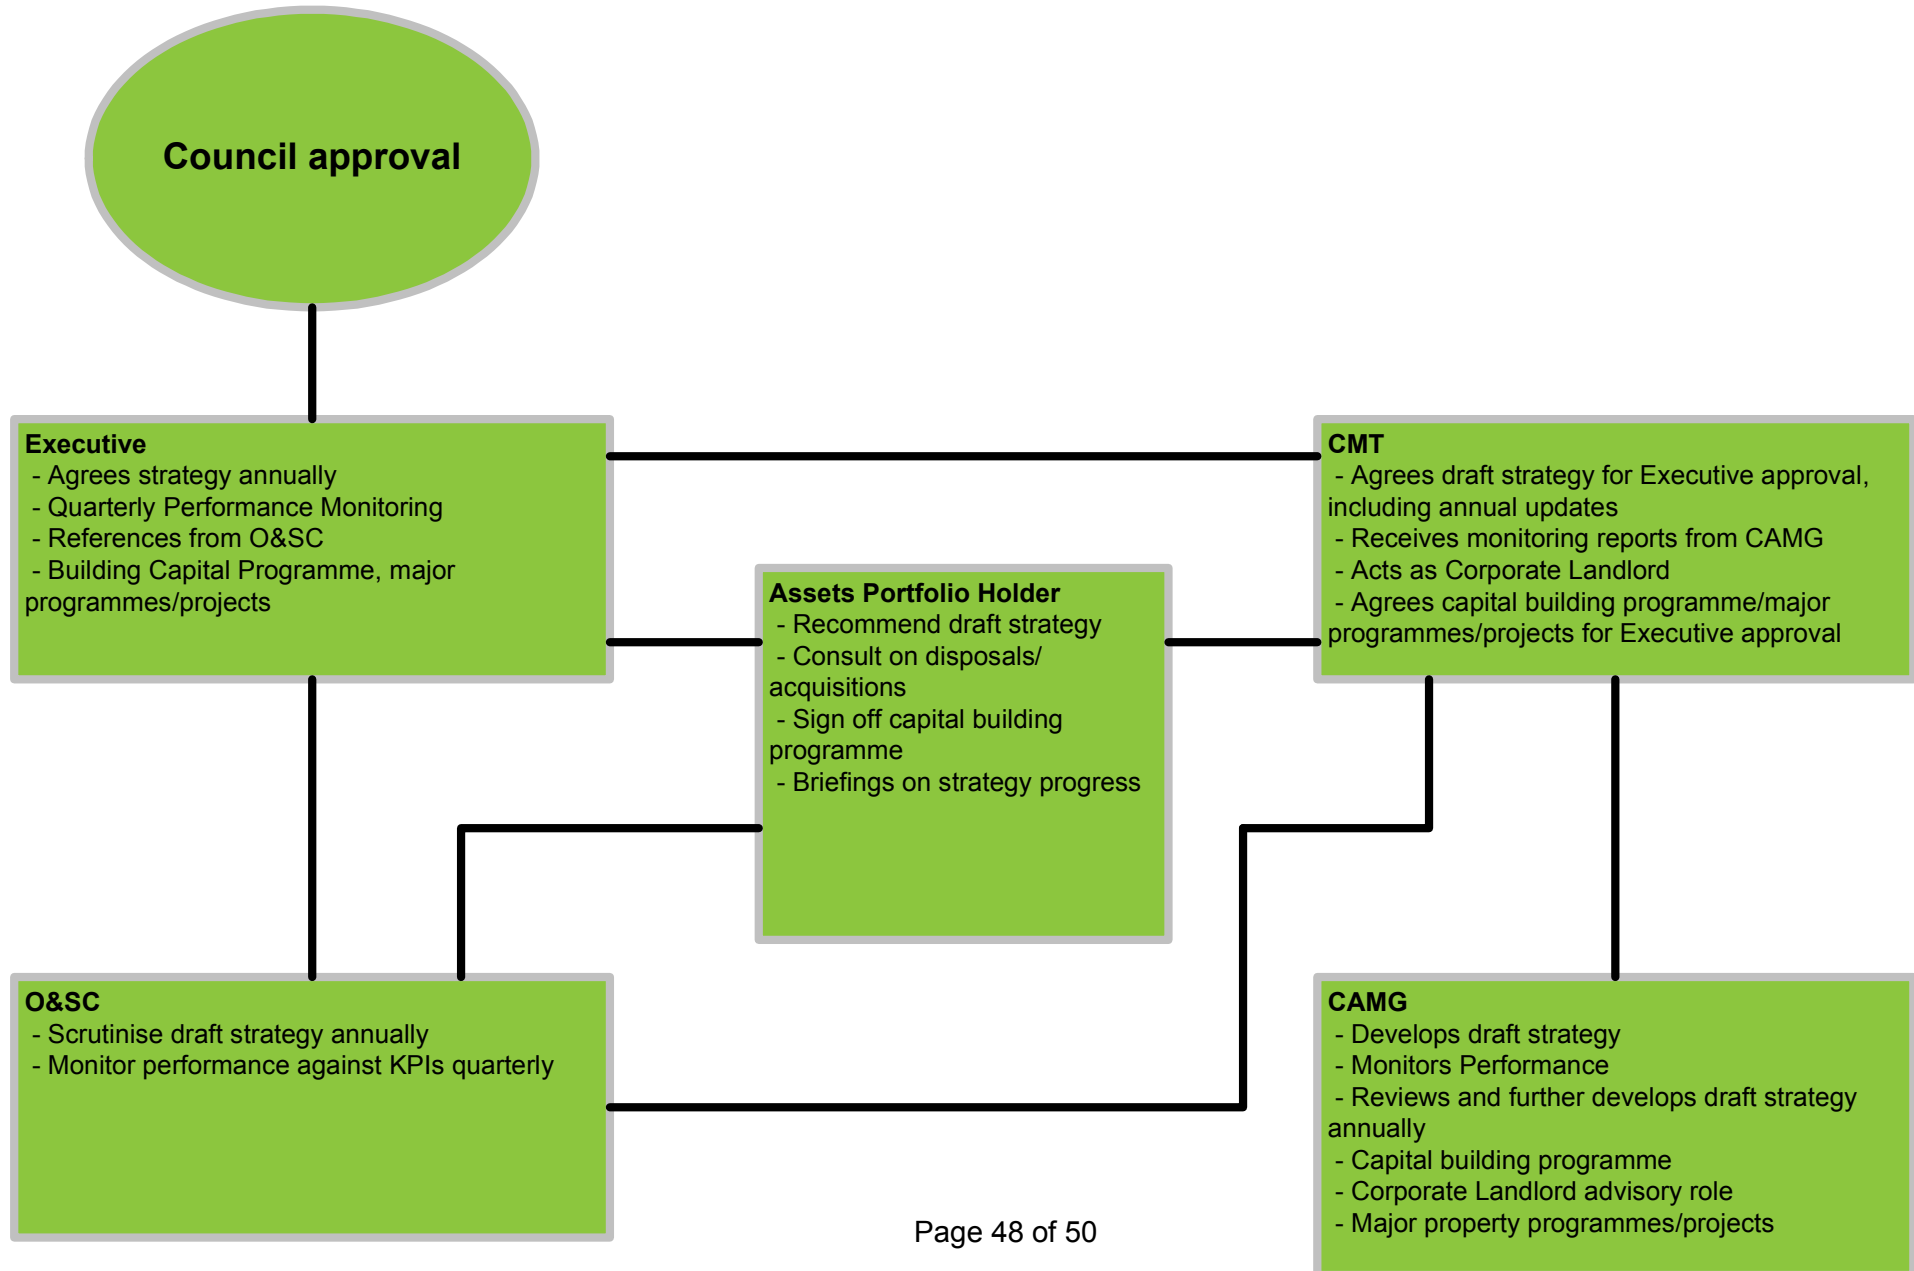 Council approval
Executive
- Agrees strategy annually
- Quarterly Performance Monitoring
- References from O&SC
- Building Capital Programme, major
programmes/projects
CMT
- Agrees draft strategy for Executive approval,
including annual updates
- Receives monitoring reports from CAMG
- Acts as Corporate Landlord
- Agrees capital building programme/major
programmes/projects for Executive approval
Assets Portfolio Holder
- Recommend draft strategy
- Consult on disposals/
acquisitions
- Sign off capital building
programme
- Briefings on strategy progress
O&SC
- Scrutinise draft strategy annually
- Monitor performance against KPIs quarterly
CAMG
- Develops draft strategy
- Monitors Performance
- Reviews and further develops draft strategy
annually
- Capital building programme
- Corporate Landlord advisory role
- Major property programmes/projects
Page 48 of 50